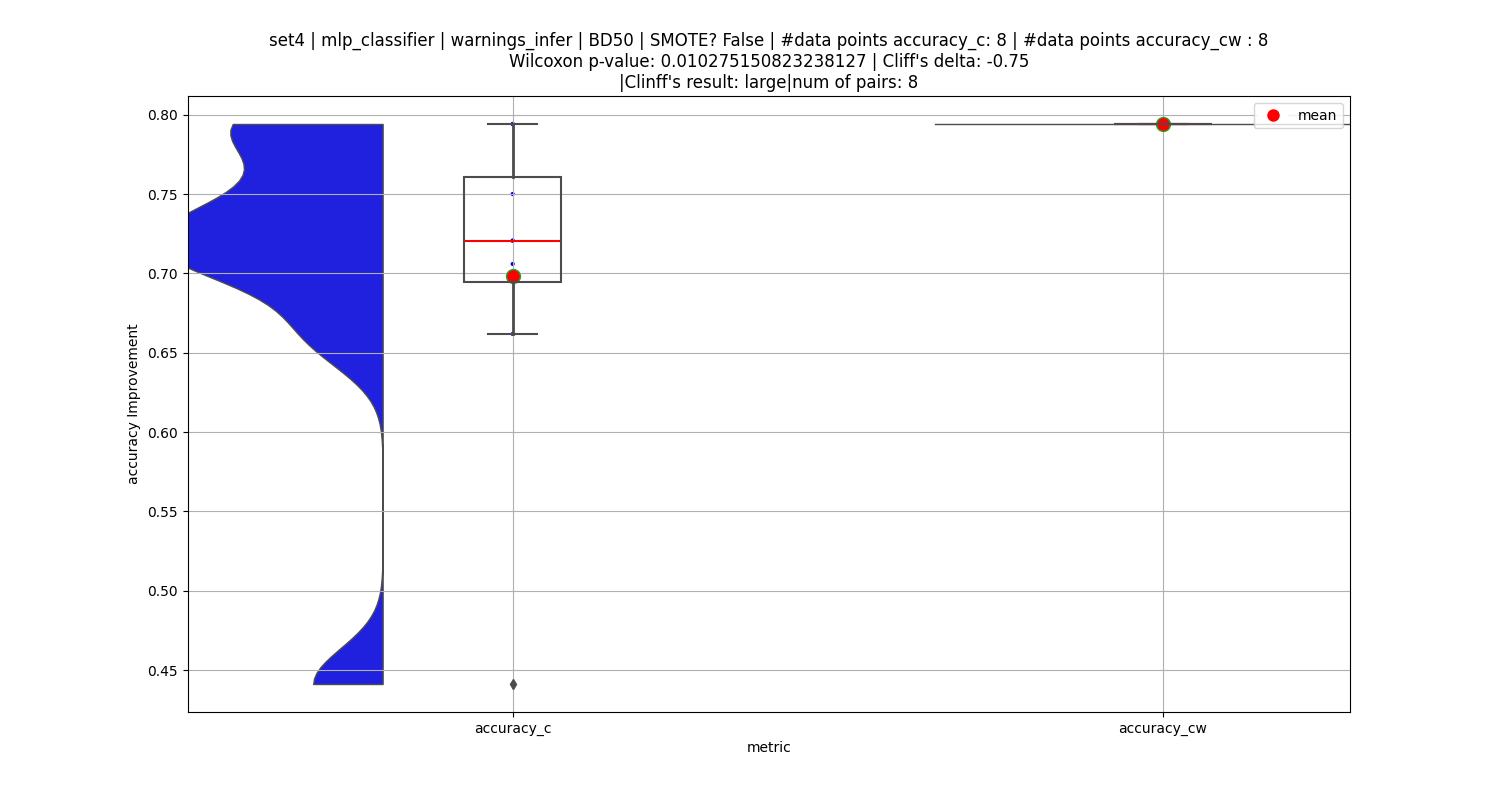 set4 | mlp_classifier | warnings_infer | BD50 | SMOTE? False | #data points accuracy_c: 8 | #data points accuracy_cw : 8
Wilcoxon p-value: 0.010275150823238127 | Cliff's delta: -0.75
|Clinff's result: large|num of pairs: 8
mean
0.80
0.75
0.70
0.65
0.60
0.55
0.50
0.45
accuracy Improvement
accuracy_c
accuracy_cw
metric